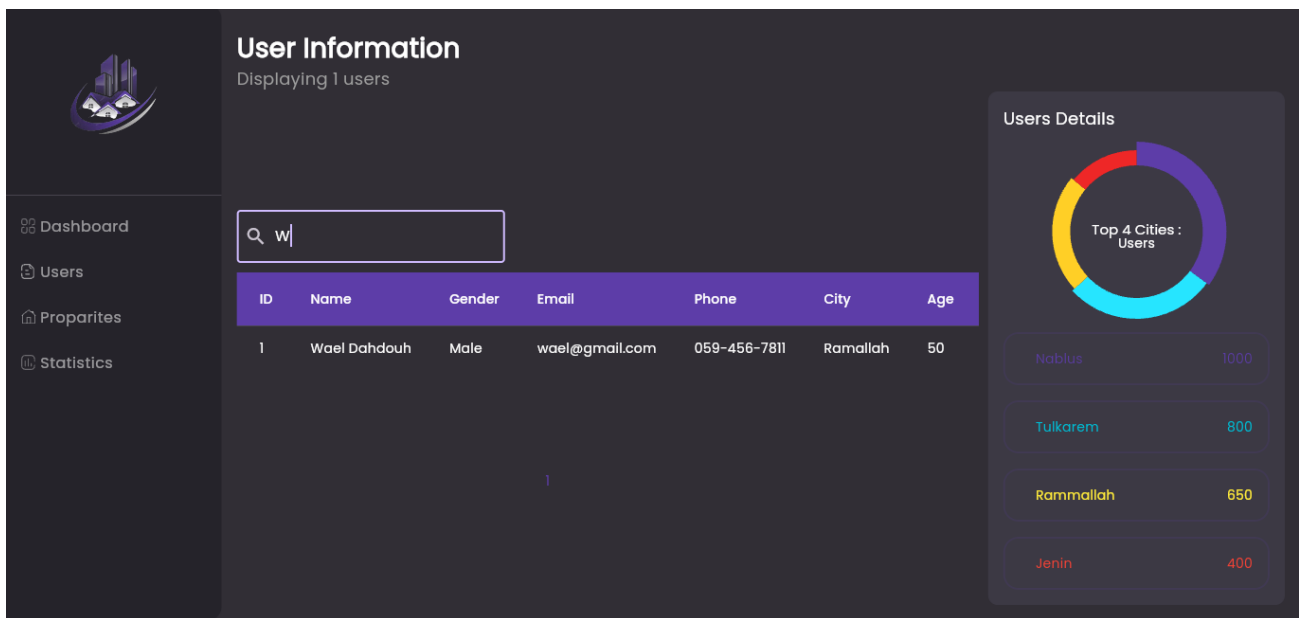 User Information
Displaying 1 users
Dashboard
Users
Proparites
Statistics
W
ID Name Gender Email Phone City Age
1 Wael Dahdouh Male wael@gmail.com 059-456-7811 Ramallah 50
1
Users Details
Top 4 Cities :
Users
Nablus 1000
Tulkarem 800
Rammallah 650
Jenin 400